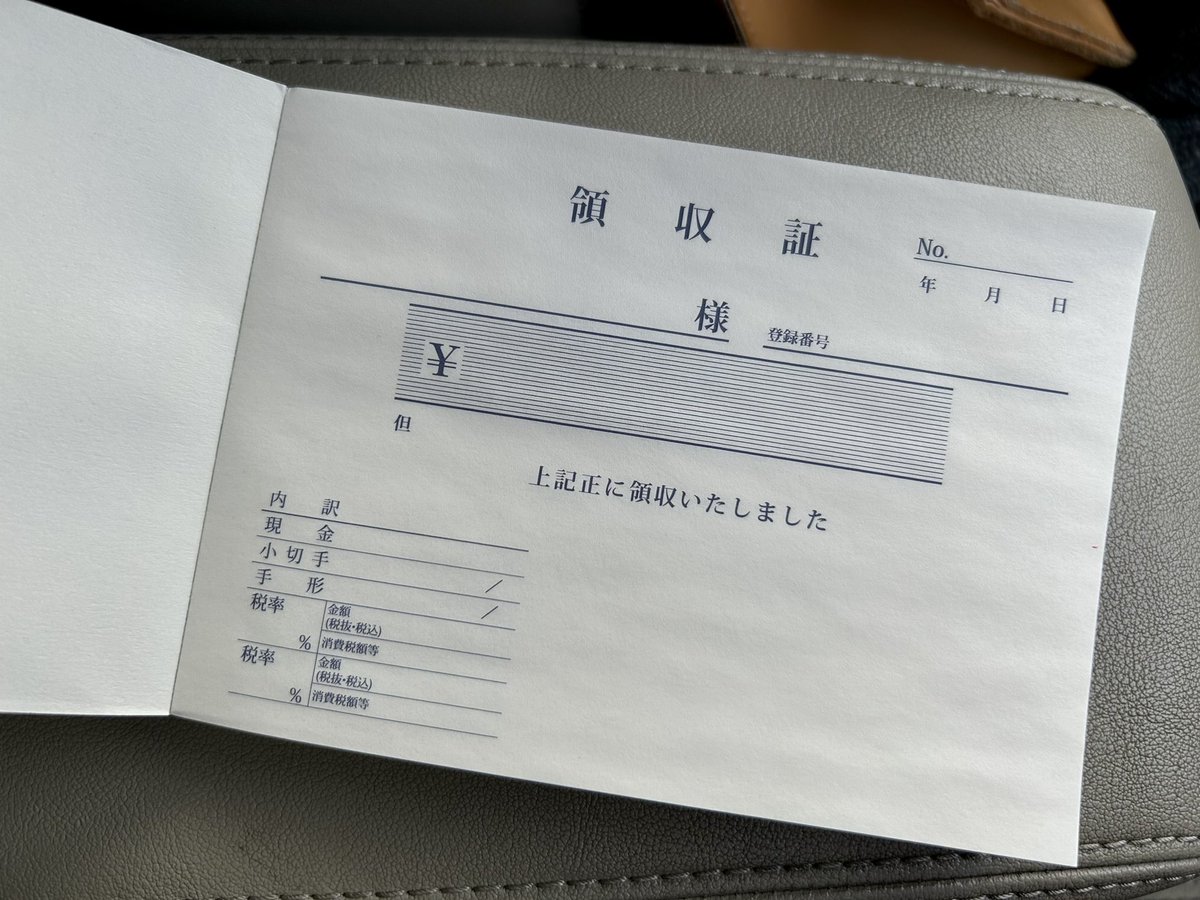 領 収 証
No.
年 月 日
様
登録番号
¥
但
上記正に領収いたしました
内 訳
現 金
小 切 手
手 形 /
税率 金額 /
(税抜・税込)
% 消費税額等
税率 金額
(税抜・税込)
% 消費税額等